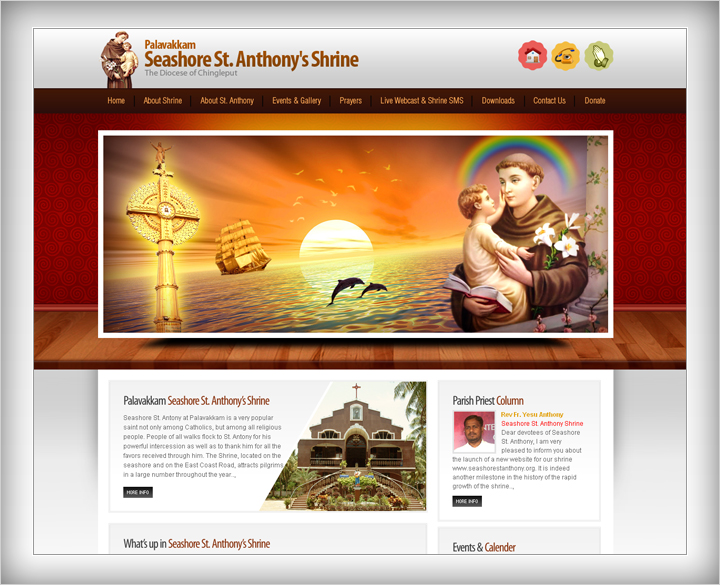 Palavakkam
Seashore St. Anthony's Shrine
The Diocese of Chingleput
Home
About Shrine
About St. Anthony
Events & Gallery
Prayers
Live Webcast & Shrine SMS
Downloads
Contact Us
Donate
Palavakkam Seashore St. Anthony's Shrine
Seashore St. Antony at Palavakkam is a very popular
saint not only among Catholics, but among all religious
people. People of all walks flock to St. Antony for his
powerful intercession as well as to thank him for all the
favors received through him. The Shrine, located on the
seashore and on the East Coast Road, attracts pilgrims
in a large number throughout the year...
MORE INFO
Parish Priest Column
Rev Fr, Yesu Anthony
Seashore St. Anthony Shrine
Dear devotees of Seashore
St. Anthony, I am very
pleased to inform you about
the launch of a new website for our shrine
www.seashorestanthony.org. It is indeed
another milestone in the history of the rapid
growth of the shrine...
MORE INFO
What's up in Seashore St. Anthony's Shrine
Events & Calender